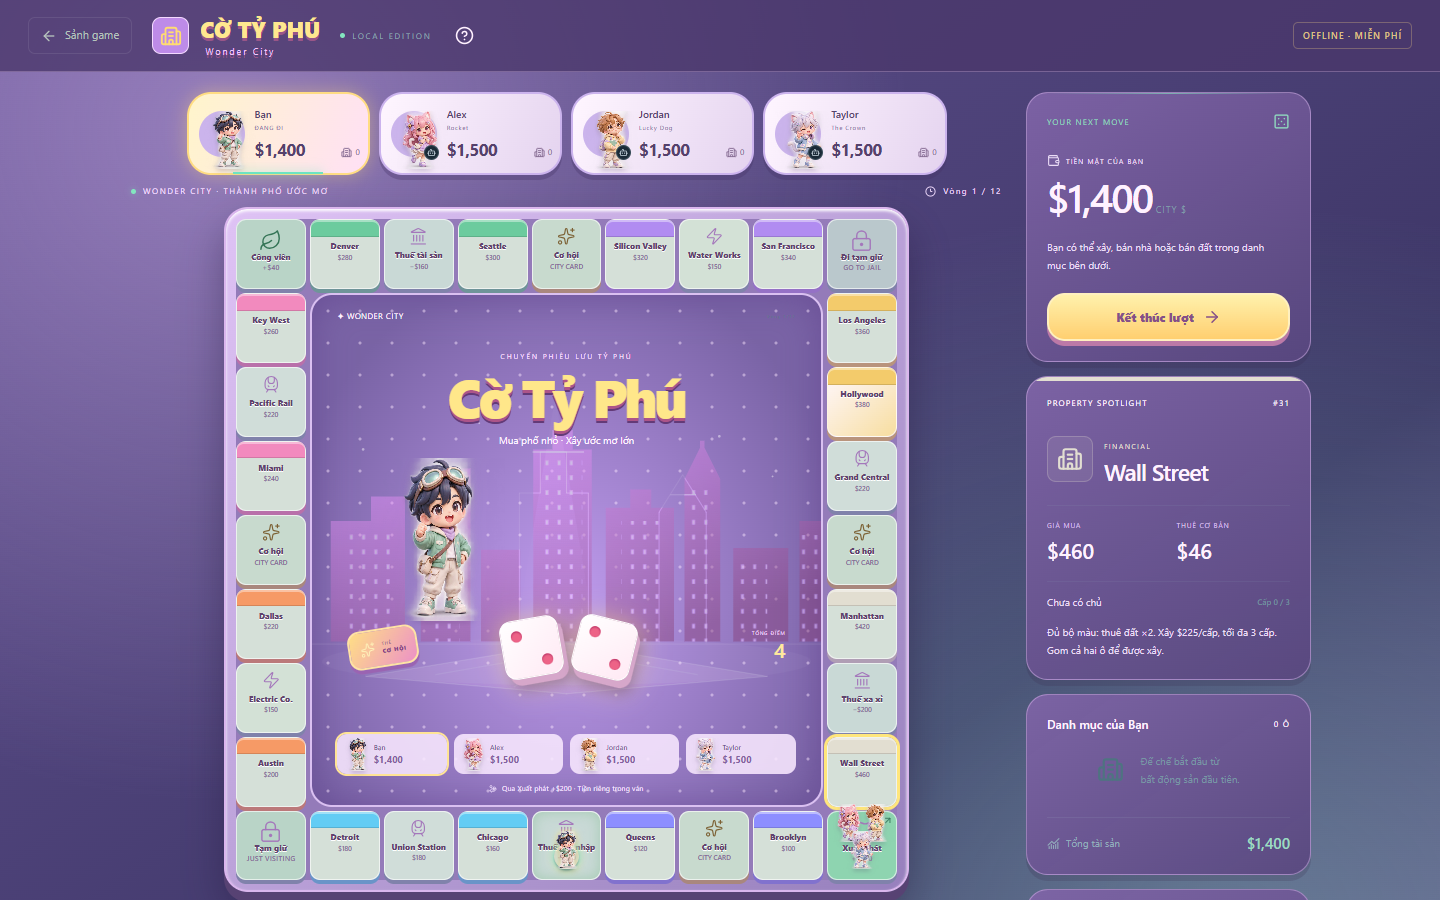 Sảnh game
CỜ TỶ PHÚ
Wonder City
LOCAL EDITION
OFFLINE - MIỄN PHÍ
Bạn
ĐANG ĐI
$1,400
0
Alex
Rocket
$1,500
0
Jordan
Lucky Dog
$1,500
0
Taylor
The Crown
$1,500
0
WONDER CITY · THÀNH PHỐ ƯỚC MƠ
Vòng 1 / 12
Công viên
+$40
Denver
$280
Thuế tài sản
−$160
Seattle
$300
Cơ hội
CITY CARD
Silicon Valley
$320
Water Works
$150
San Francisco
$340
Đi tạm giữ
GO TO JAIL
Key West
$260
Pacific Rail
$220
Miami
$240
Cơ hội
CITY CARD
Dallas
$220
Electric Co.
$150
Austin
$200
WONDER CITY
CHUYẾN PHIÊU LƯU TỶ PHÚ
Cờ Tỷ Phú
Mua phố nhỏ · Xây ước mơ lớn
CƠ HỘI
TỔNG ĐIỂM
4
Bạn
$1,400
Alex
$1,500
Jordan
$1,500
Taylor
$1,500
Qua Xuất phát +$200 · Tiền riêng trong ván
Los Angeles
$360
Hollywood
$380
Grand Central
$220
Cơ hội
CITY CARD
Manhattan
$420
Thuế xa xỉ
−$200
Wall Street
$460
Tạm giữ
JUST VISITING
Detroit
$180
Union Station
$180
Chicago
$160
Queens
$120
Cơ hội
CITY CARD
Brooklyn
$100
YOUR NEXT MOVE
TIỀN MẶT CỦA BẠN
$1,400 CITY $
Bạn có thể xây, bán nhà hoặc bán đất trong danh
mục bên dưới.
Kết thúc lượt
PROPERTY SPOTLIGHT
#31
FINANCIAL
Wall Street
GIÁ MUA
THUÊ CƠ BẢN
$460
$46
Chưa có chủ
Cấp 0 / 3
Đủ bộ màu: thuê đất ×2. Xây $225/cấp, tối đa 3 cấp.
Gom cả hai ô để được xây.
Danh mục của Bạn
0 Ô
Đế chế bắt đầu từ
bất động sản đầu tiên.
Tổng tài sản
$1,400